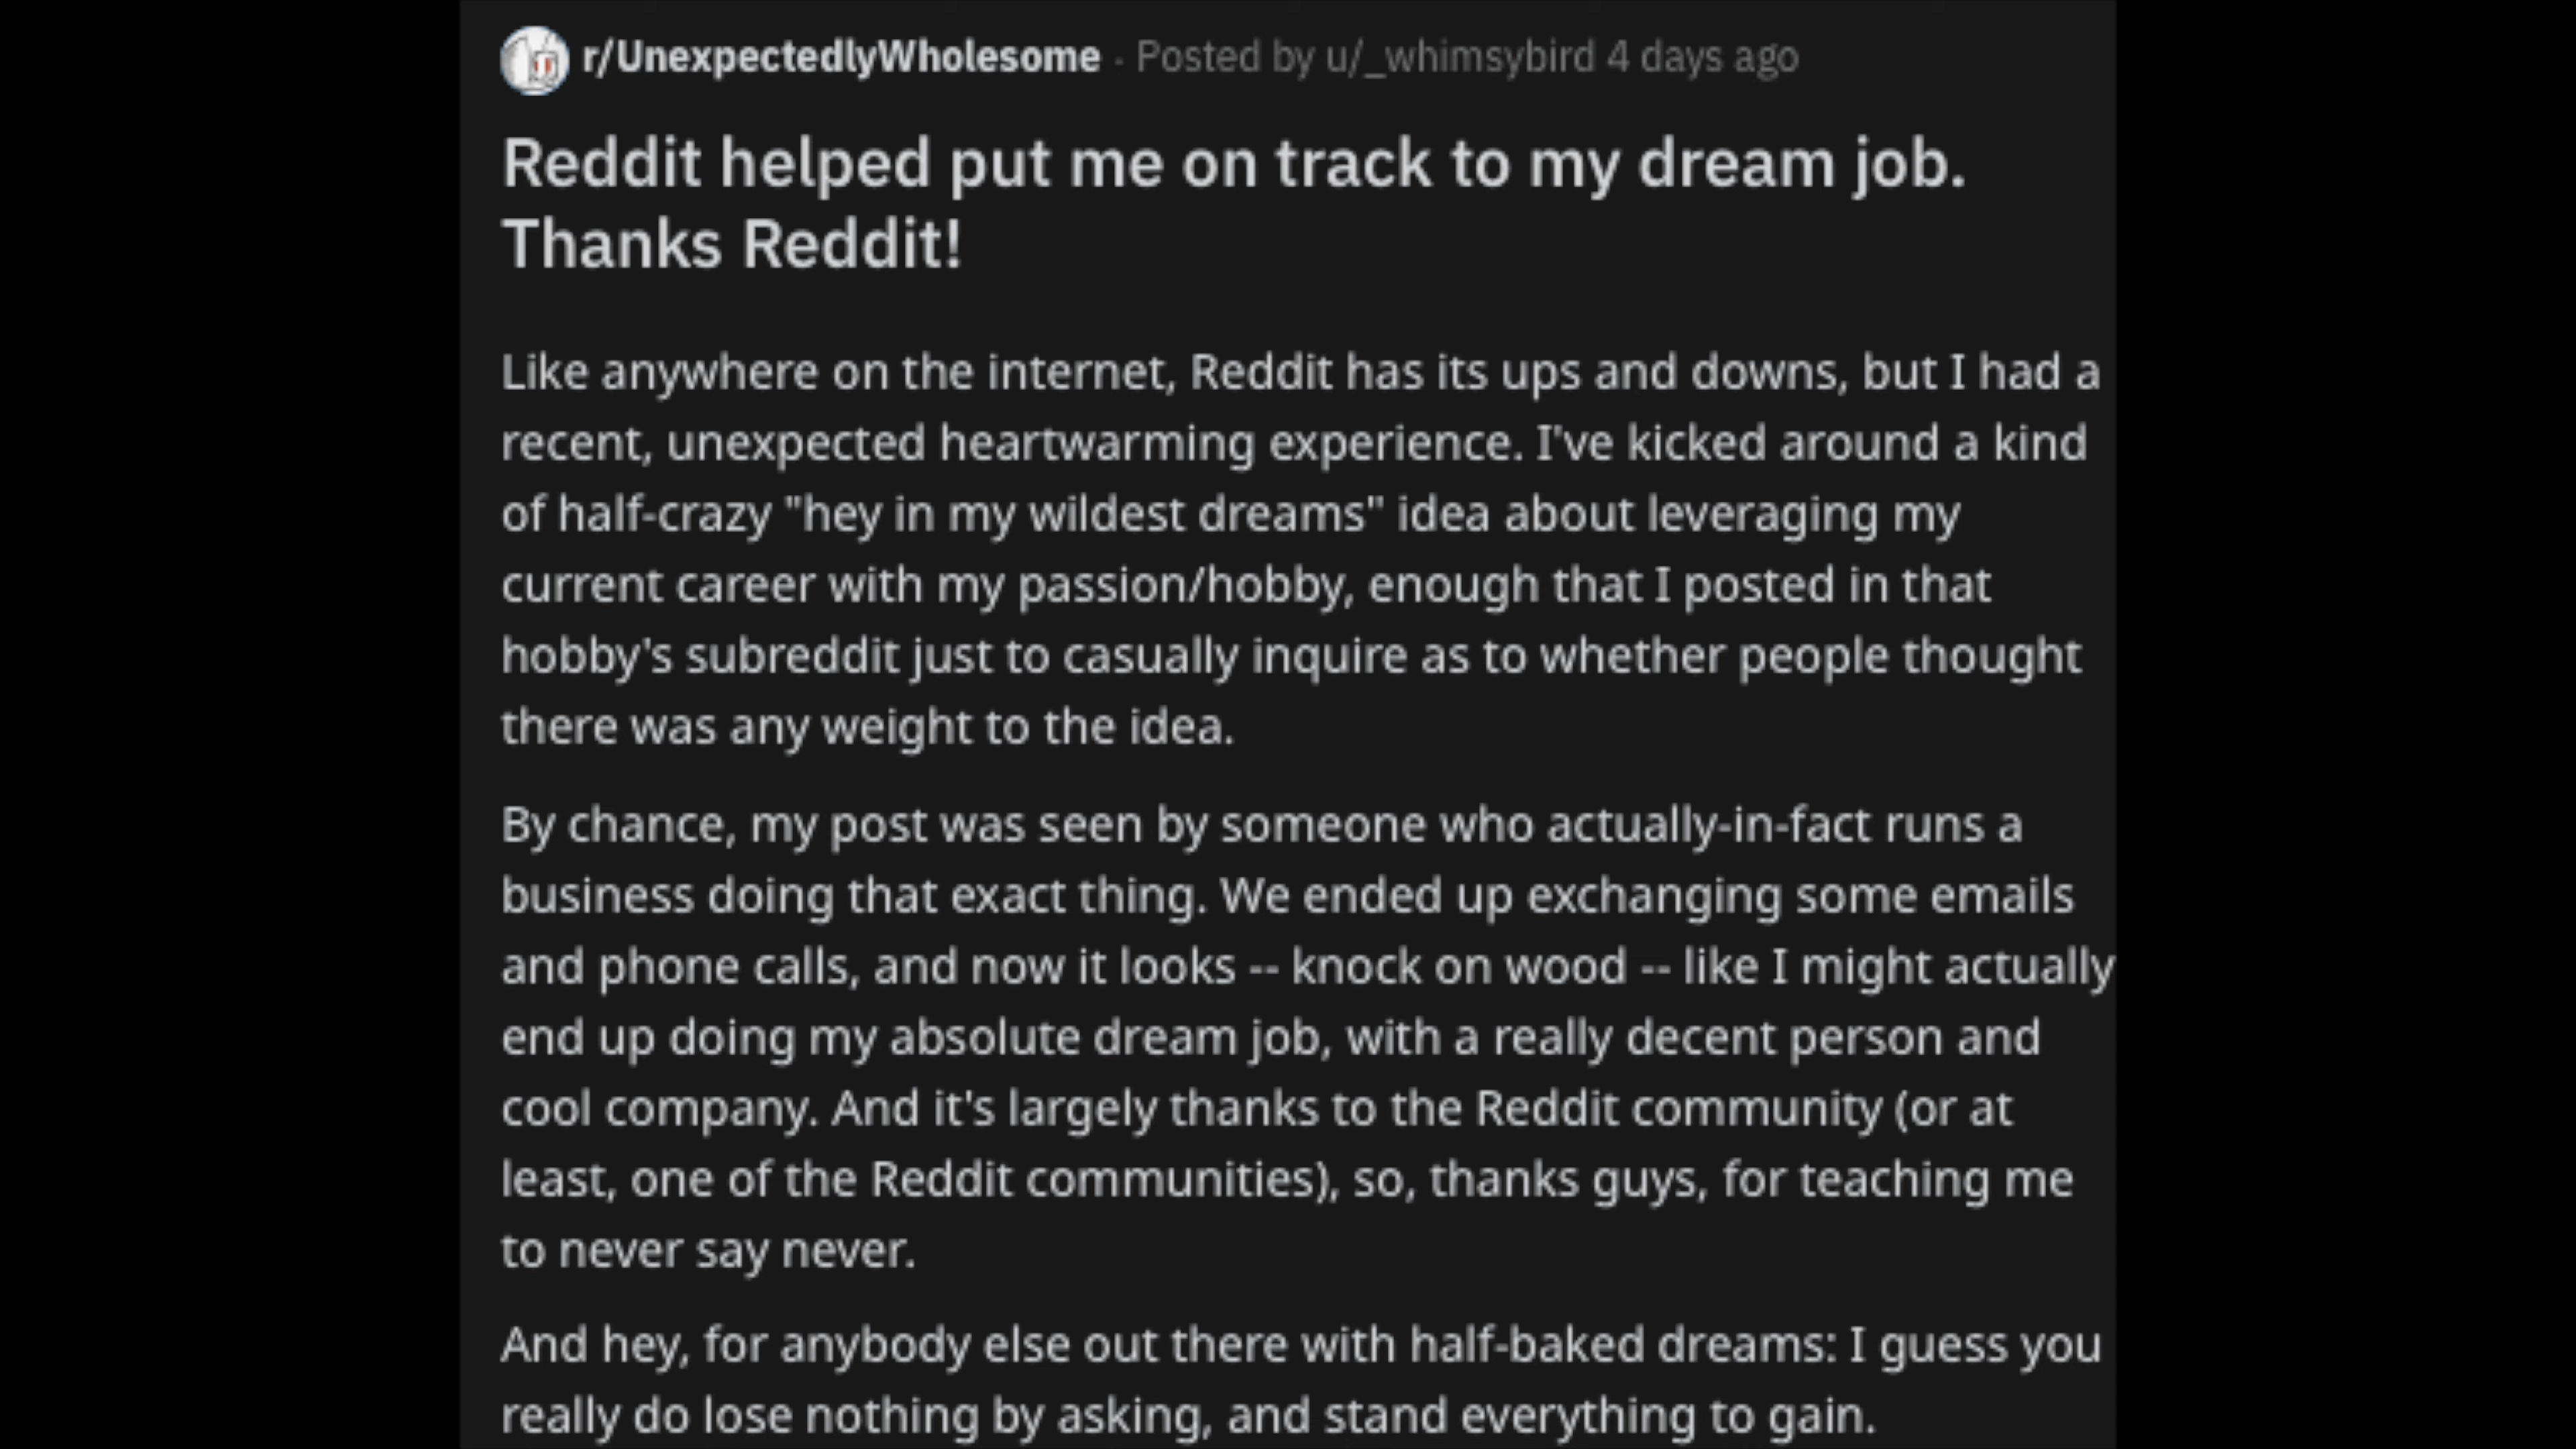 r/UnexpectedlyWholesome · Posted by u/_whimsybird 4 days ago
Reddit helped put me on track to my dream job.
Thanks Reddit!
Like anywhere on the internet, Reddit has its ups and downs, but I had a
recent, unexpected heartwarming experience. I've kicked around a kind
of half-crazy "hey in my wildest dreams" idea about leveraging my
current career with my passion/hobby, enough that I posted in that
hobby's subreddit just to casually inquire as to whether people thought
there was any weight to the idea.
By chance, my post was seen by someone who actually-in-fact runs a
business doing that exact thing. We ended up exchanging some emails
and phone calls, and now it looks -- knock on wood -- like I might actually
end up doing my absolute dream job, with a really decent person and
cool company. And it's largely thanks to the Reddit community (or at
least, one of the Reddit communities), so, thanks guys, for teaching me
to never say never.
And hey, for anybody else out there with half-baked dreams: I guess you
really do lose nothing by asking, and stand everything to gain.